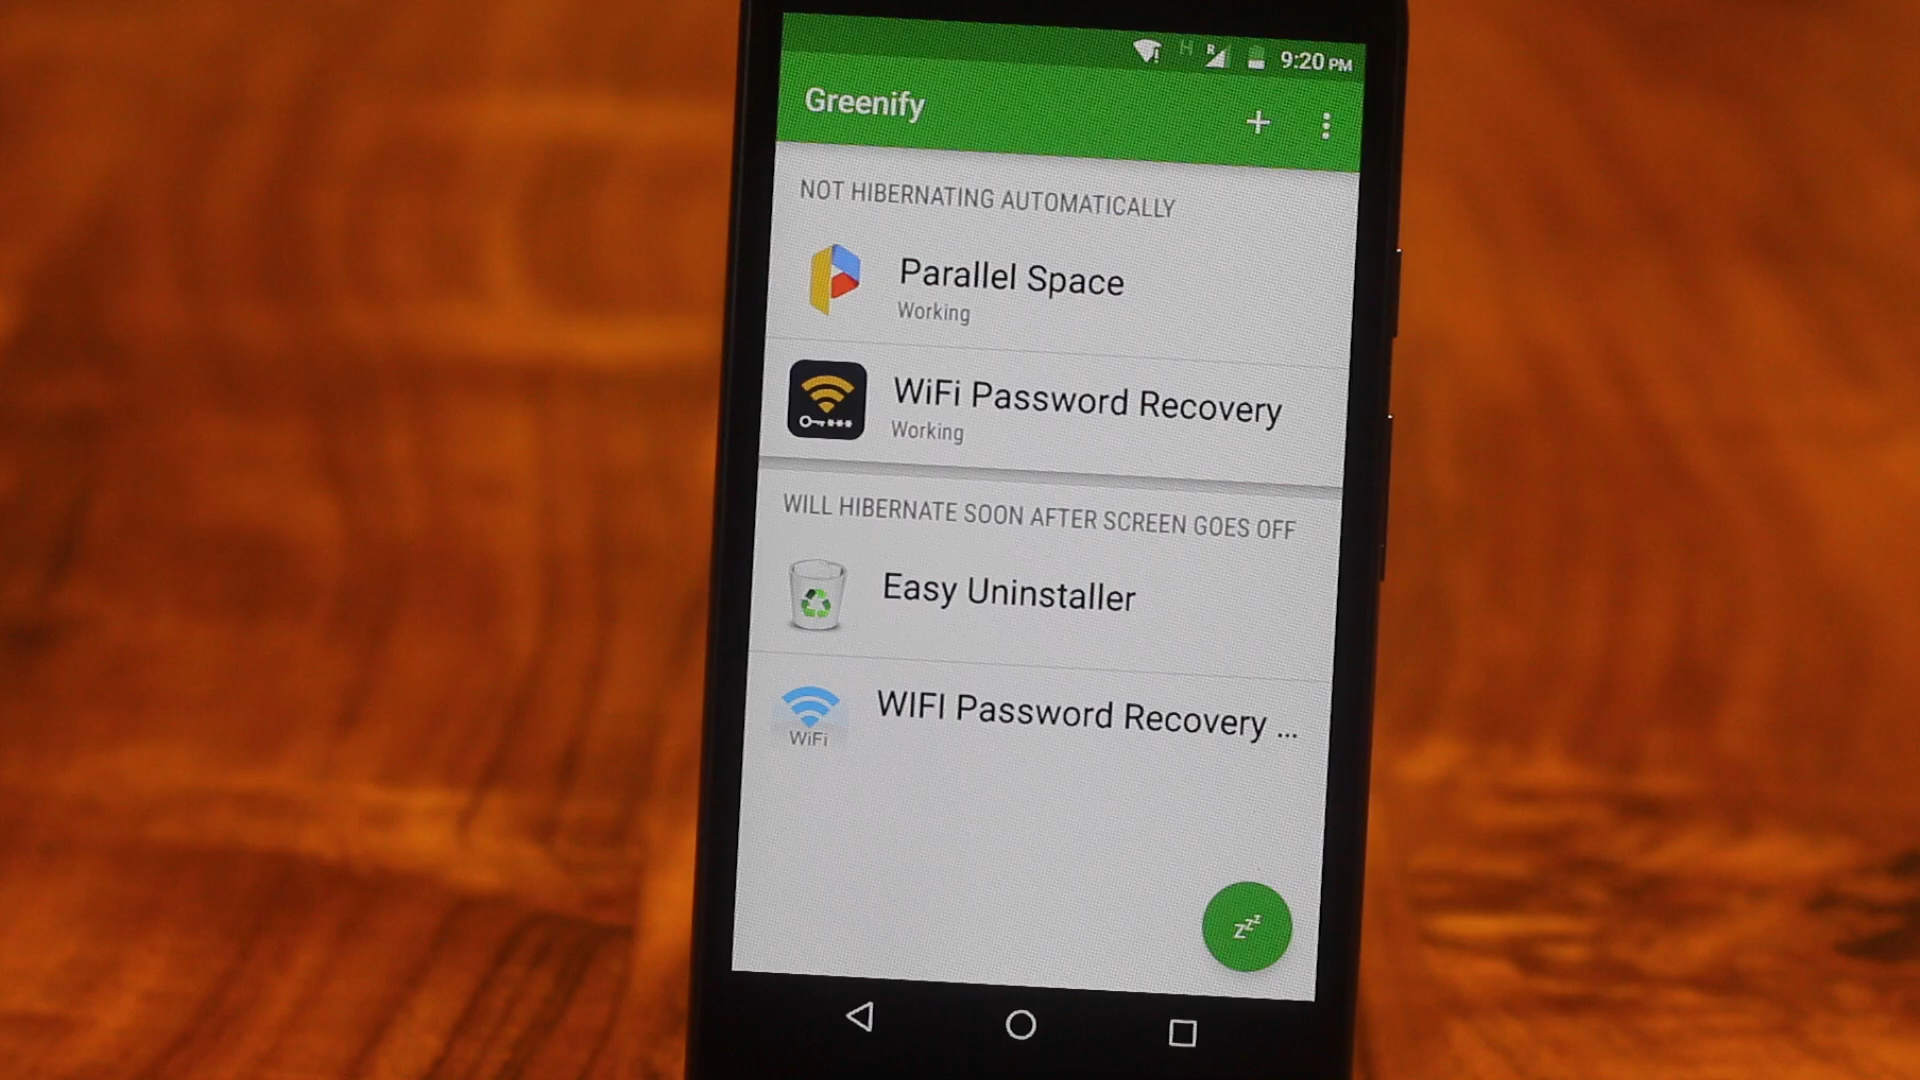 H R 9:20 PM
Greenify
NOT HIBERNATING AUTOMATICALLY
Parallel Space
Working
WiFi Password Recovery
Working
WILL HIBERNATE SOON AFTER SCREEN GOES OFF
Easy Uninstaller
WIFI Password Recovery ...
WiFi
zzz